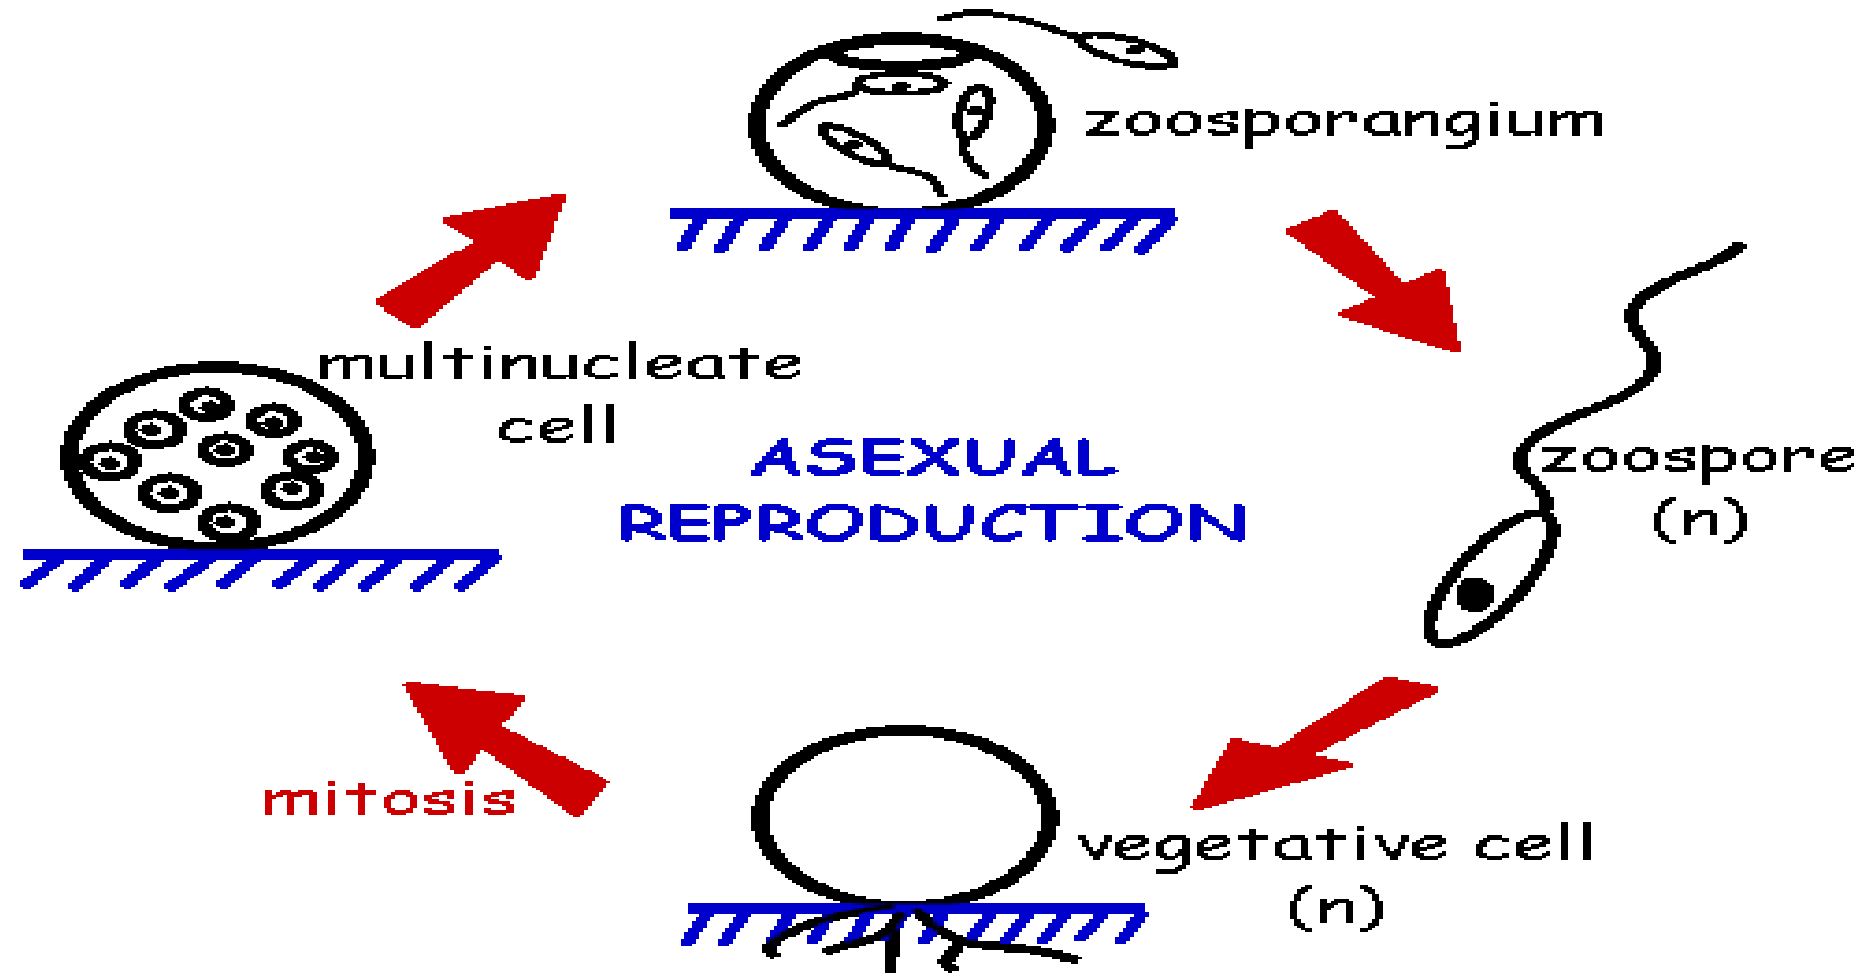 zoosporangium
multinucleate
cell
ASEXUAL
REPRODUCTION
zoospore
(n)
mitosis
vegetative cell
(n)